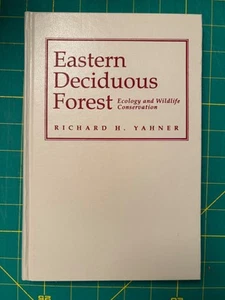 Eastern
Deciduous
Forest Ecology and Wildlife
Conservation
RICHARD H. YAHNER